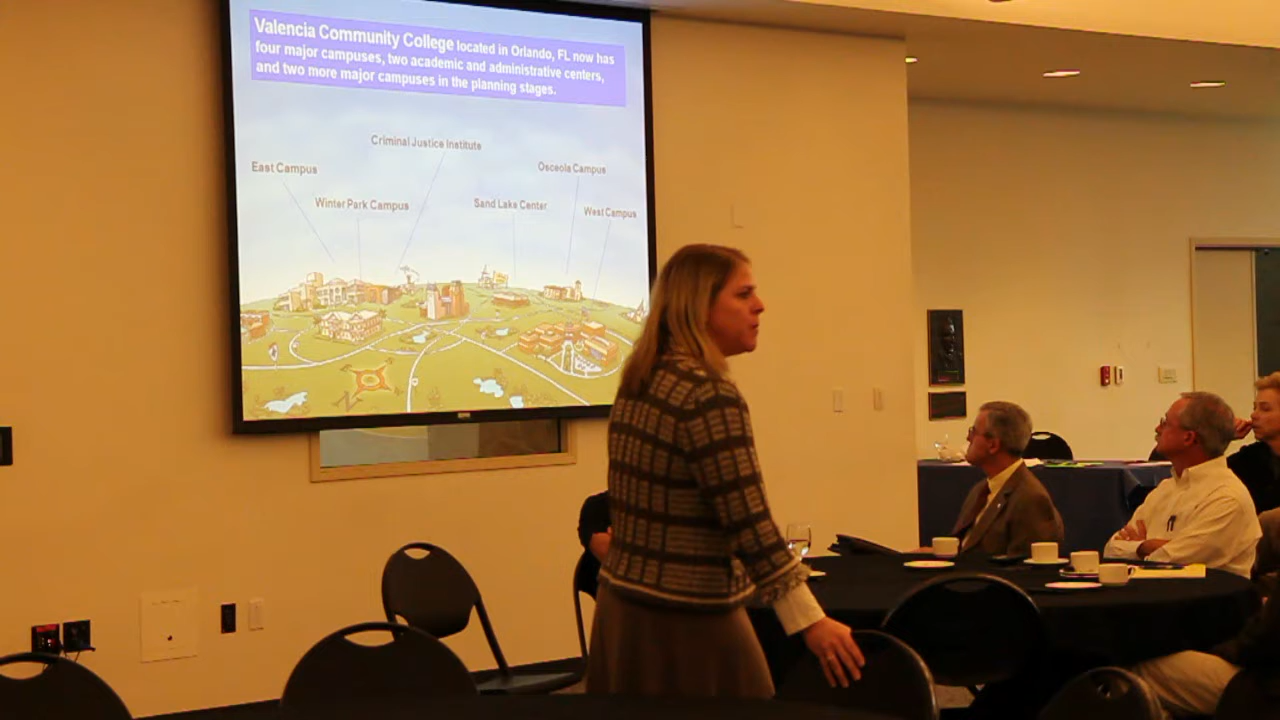 Valencia Community College located in Orlando, FL now has
four major campuses, two academic and administrative centers,
and two more major campuses in the planning stages.
Criminal Justice Institute
East Campus
Osceola Campus
Winter Park Campus
Sand Lake Center
West Campus